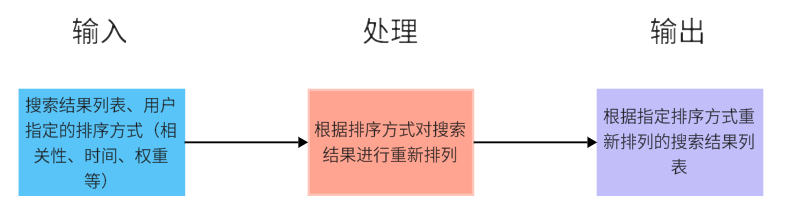 输入
处理
输出
搜索结果列表、用户
指定的排序方式（相
关性、时间、权重
等）
根据排序方式对搜索
结果进行重新排列
根据指定排序方式重
新排列的搜索结果列
表